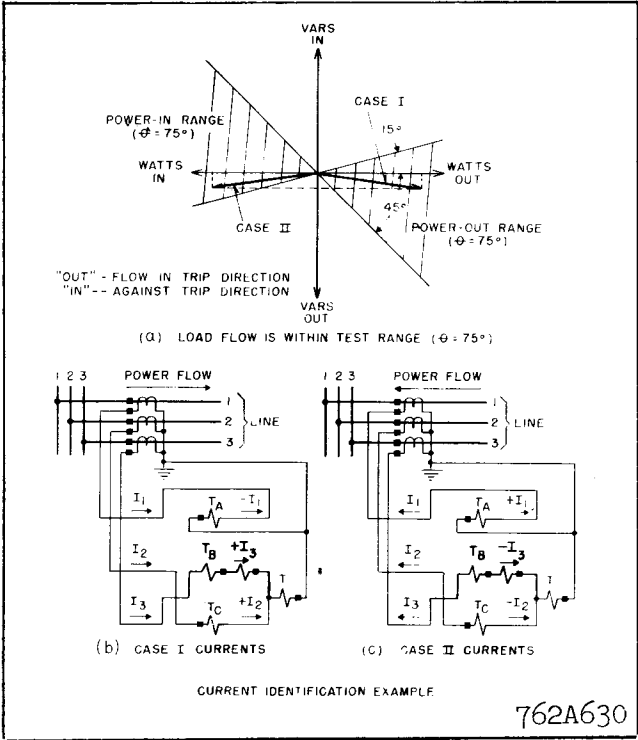 VARS
IN
CASE I
15°
POWER-IN RANGE
(θ = 75°)
WATTS
IN
WATTS
OUT
45°
CASE II
POWER-OUT RANGE
(θ = 75°)
"OUT" - FLOW IN TRIP DIRECTION
"IN" -- AGAINST TRIP DIRECTION
VARS
OUT
(a) LOAD FLOW IS WITHIN TEST RANGE (θ = 75°)
1 2 3 POWER FLOW
1
2 LINE
3
I1 TA -I1
I2 TB +I3 T
I3 TC +I2
(b) CASE I CURRENTS
1 2 3 POWER FLOW
1
2 LINE
3
I1 TA +I1
I2 TB -I3 T
I3 TC -I2
(c) CASE II CURRENTS
CURRENT IDENTIFICATION EXAMPLE
762A630